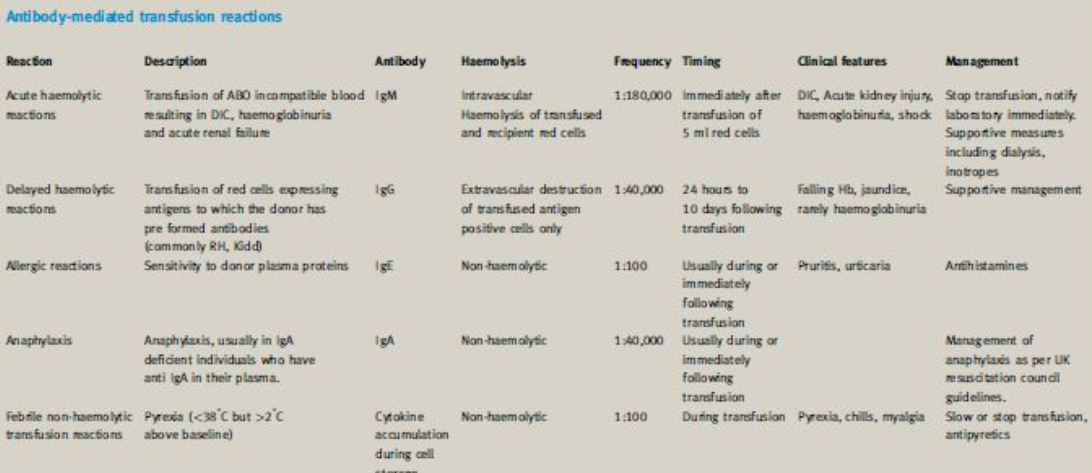 Antibody-mediated transfusion reactions
Reaction Description Antibody Haemolysis Frequency Timing Clinical features Management
Acute haemolytic Transfusion of ABO incompatible blood IgM Intravascular 1:180,000 Immediately after DIC, Acute kidney injury, Stop transfusion, notify
reactions resulting in DIC, haemoglobinuria Haemolysis of transfused transfusion of haemoglobinuria, shock laboratory immediately.
and acute renal failure and recipient red cells 5 ml red cells Supportive measures
including dialysis,
inotropes
Delayed haemolytic Transfusion of red cells expressing IgG Extravascular destruction 1:40,000 24 hours to Falling Hb, jaundice, Supportive management
reactions antigens to which the donor has of transfused antigen 10 days following rarely haemoglobinuria
pre formed antibodies positive cells only transfusion
(commonly RH, Kidd)
Allergic reactions Sensitivity to donor plasma proteins IgE Non-haemolytic 1:100 Usually during or Pruritis, urticaria Antihistamines
immediately
following
transfusion
Anaphylaxis Anaphylaxis, usually in IgA IgA Non-haemolytic 1:40,000 Usually during or Management of
deficient individuals who have immediately anaphylaxis as per UK
anti IgA in their plasma. following resuscitation council
transfusion guidelines.
Febrile non-haemolytic Pyrexia (<38°C but >2°C Cytokine Non-haemolytic 1:100 During transfusion Pyrexia, chills, myalgia Slow or stop transfusion,
transfusion reactions above baseline) accumulation antipyretics
during cell